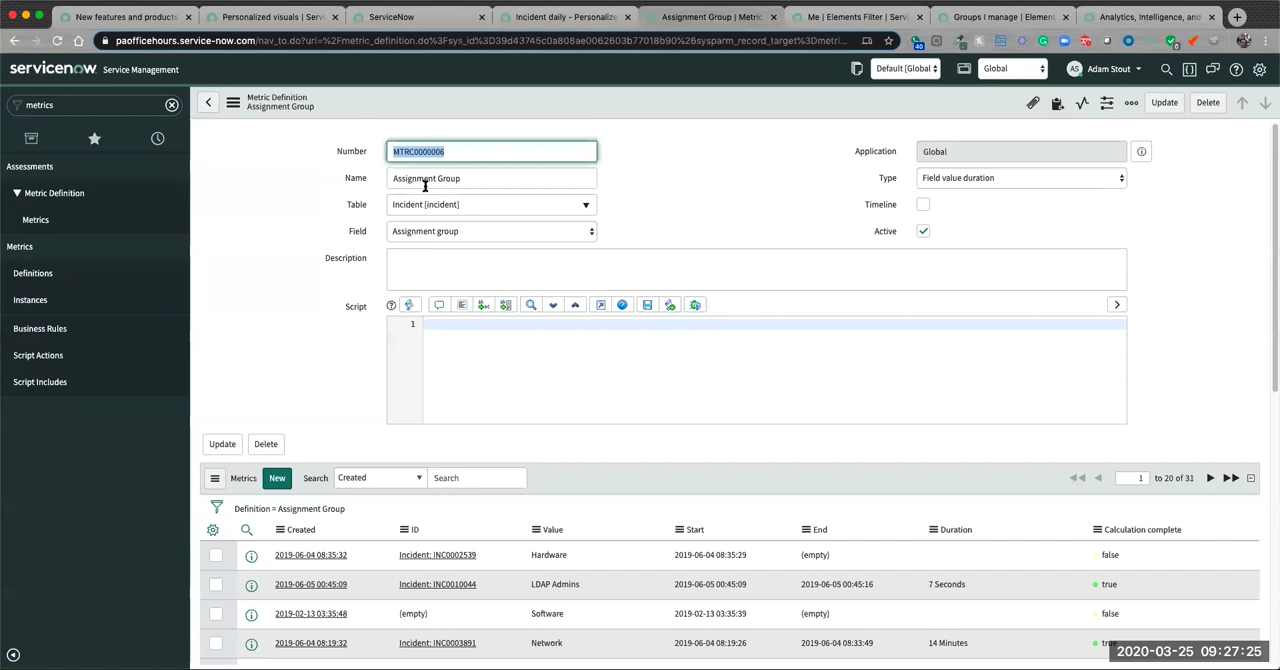 New features and products
Personalized visuals | Servi
ServiceNow
Incident daily - Personalize
Assignment Group | Metric
Me | Elements Filter | Servic
Groups I manage | Element
Analytics, Intelligence, and
paofficehours.service-now.com/nav_to.do?uri=%2Fmetric_definition.do%3Fsys_id%3D39d43745c0a808ae0062603b77018b90%26sysparm_record_target%3Dmetri...
40
servicenow Service Management
Default [Global
Global
AS Adam Stout
metrics
Metric Definition
Assignment Group
Update Delete
Assessments
Metric Definition
Metrics
Metrics
Definitions
Instances
Business Rules
Script Actions
Script Includes
Number MTRC0000006 Application Global
Name Assignment Group Type Field value duration
Table Incident [incident] Timeline
Field Assignment group Active
Description
Script
1
Update Delete
Metrics New Search Created Search 1 to 20 of 31
Definition = Assignment Group
Created ID Value Start End Duration Calculation complete
2019-06-04 08:35:32 Incident: INC0002539 Hardware 2019-06-04 08:35:29 (empty) false
2019-06-05 00:45:09 Incident: INC0010044 LDAP Admins 2019-06-05 00:45:09 2019-06-05 00:45:16 7 Seconds true
2019-02-13 03:35:48 (empty) Software 2019-02-13 03:35:39 (empty) false
2019-06-04 08:19:32 Incident: INC0003891 Network 2019-06-04 08:19:26 2019-06-04 08:33:49 14 Minutes true
2020-03-25 09:27:25